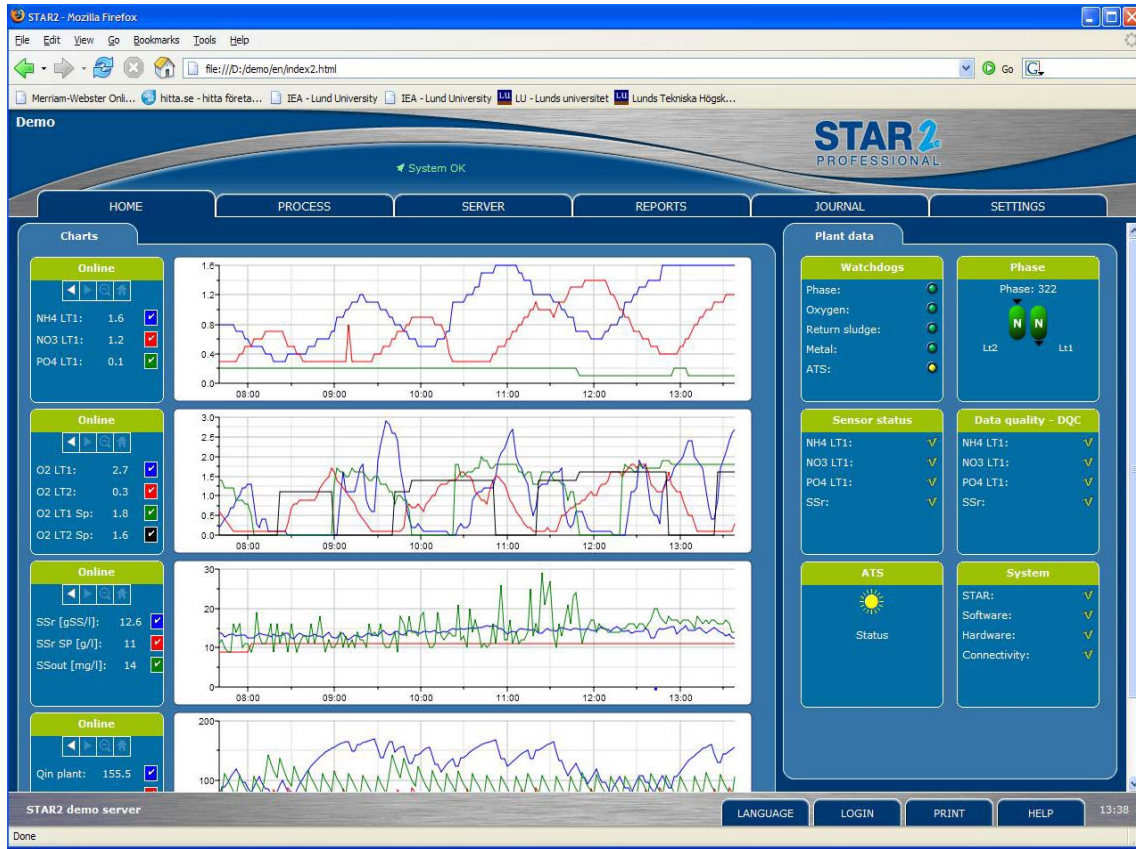 STAR2 - Mozilla Firefox
File Edit View Go Bookmarks Tools Help
file:///D:/demo/en/index2.html
Go
G
Merriam-Webster Onli... hitta.se - hitta företa... IEA - Lund University IEA - Lund University LU LU - Lunds universitet LU Lunds Tekniska Högsk...
Demo
System OK
STAR2
PROFESSIONAL
HOME PROCESS SERVER REPORTS JOURNAL SETTINGS
Charts
Online
NH4 LT1: 1.6
NO3 LT1: 1.2
PO4 LT1: 0.1
1.6
1.2
0.8
0.4
0.0
08:00 09:00 10:00 11:00 12:00 13:00
Online
O2 LT1: 2.7
O2 LT2: 0.3
O2 LT1 Sp: 1.8
O2 LT2 Sp: 1.6
3.0
2.5
2.0
1.5
1.0
0.5
0.0
08:00 09:00 10:00 11:00 12:00 13:00
Online
SSr [gSS/l]: 12.6
SSr SP [g/l]: 11
SSout [mg/l]: 14
30
20
10
0
08:00 09:00 10:00 11:00 12:00 13:00
Online
Qin plant: 155.5
200
100
Plant data
Watchdogs
Phase:
Oxygen:
Return sludge:
Metal:
ATS:
Phase
Phase: 322
N N
Lt2 Lt1
Sensor status
NH4 LT1:
NO3 LT1:
PO4 LT1:
SSr:
Data quality - DQC
NH4 LT1:
NO3 LT1:
PO4 LT1:
SSr:
ATS
Status
System
STAR:
Software:
Hardware:
Connectivity:
STAR2 demo server
LANGUAGE LOGIN PRINT HELP 13:38
Done